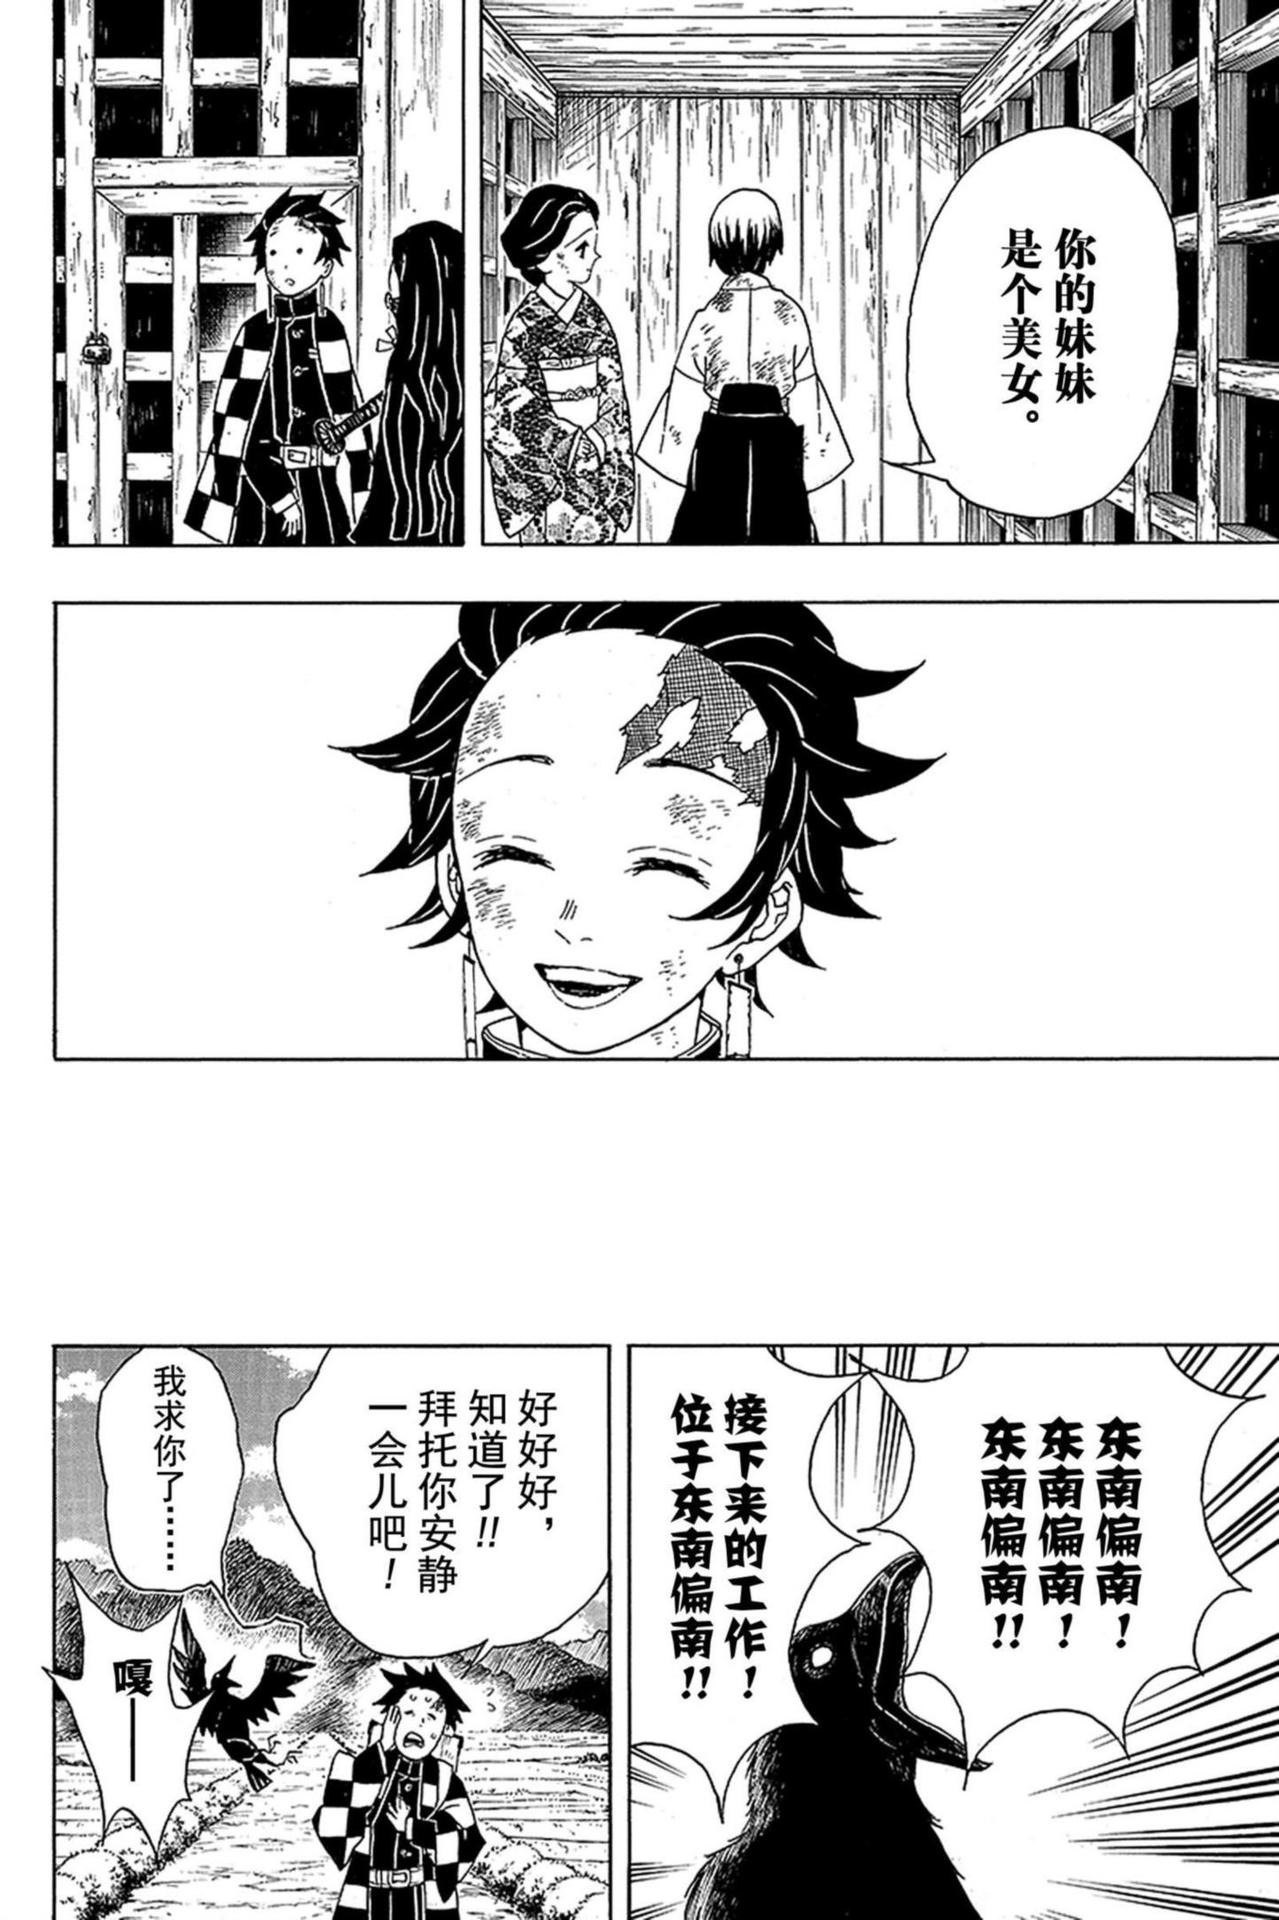 你的妹妹
是个美女。
东南偏南！
东南偏南！
东南偏南!!
接下来的工作！
位于东南偏南!!
好好好，
知道了!!
拜托你安静
一会儿吧！
我求你了……
嘎——